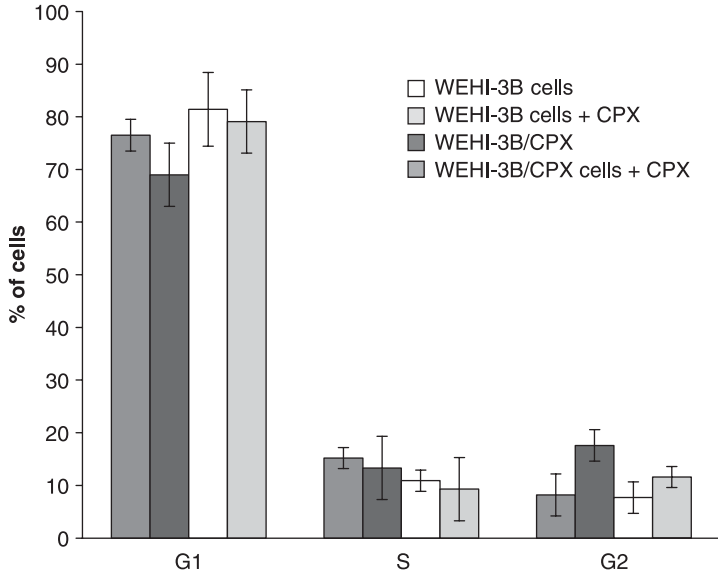 100
90
80
70
60
50
40
30
20
10
0
% of cells
WEHI-3B cells
WEHI-3B cells + CPX
WEHI-3B/CPX
WEHI-3B/CPX cells + CPX
G1 S G2